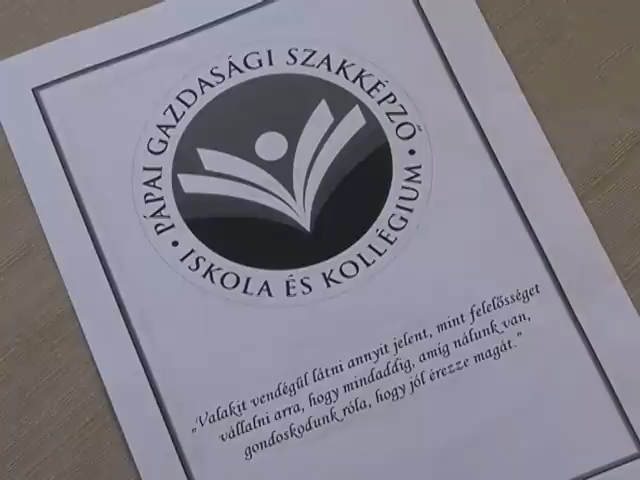 PÁPAI GAZDASÁGI SZAKKÉPZŐ
• ISKOLA ÉS KOLLÉGIUM •
„Valakit vendégül látni annyit jelent, mint felelősséget
vállalni arra, hogy mindaddig, amíg nálunk van,
gondoskodunk róla, hogy jól érezze magát.”